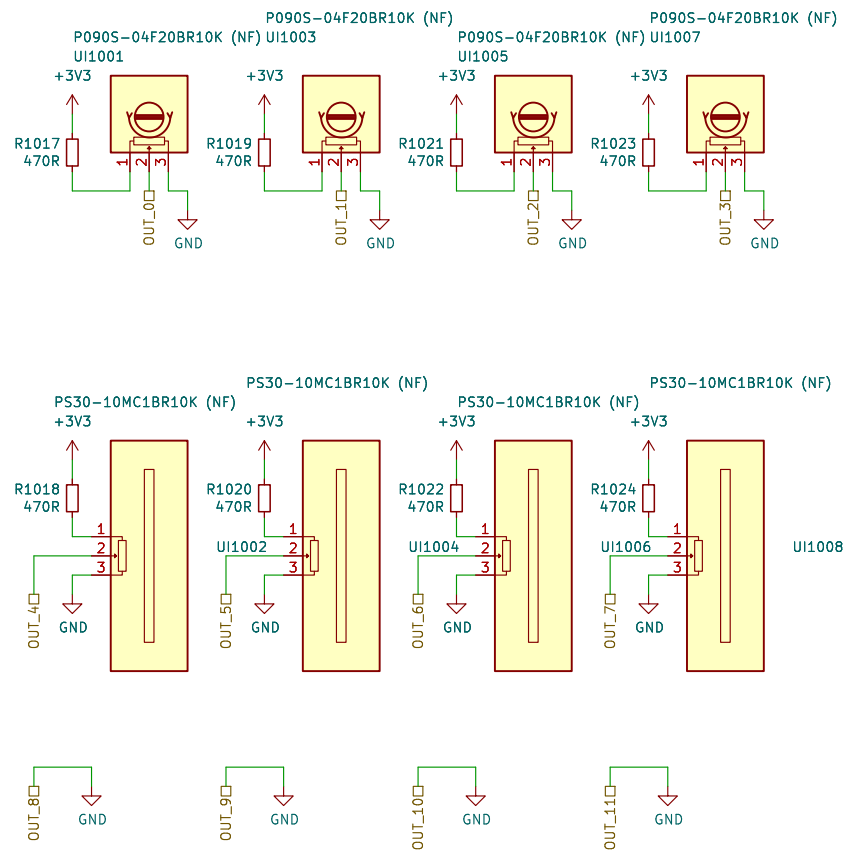 P090S-04F20BR10K (NF)
UI1001
+3V3
R1017
470R
1
2
3
OUT_0
GND
P090S-04F20BR10K (NF)
UI1003
+3V3
R1019
470R
1
2
3
OUT_1
GND
P090S-04F20BR10K (NF)
UI1005
+3V3
R1021
470R
1
2
3
OUT_2
GND
P090S-04F20BR10K (NF)
UI1007
+3V3
R1023
470R
1
2
3
OUT_3
GND
PS30-10MC1BR10K (NF)
+3V3
R1018
470R
1
2
3
UI1002
OUT_4
GND
PS30-10MC1BR10K (NF)
+3V3
R1020
470R
1
2
3
UI1004
OUT_5
GND
PS30-10MC1BR10K (NF)
+3V3
R1022
470R
1
2
3
UI1006
OUT_6
GND
PS30-10MC1BR10K (NF)
+3V3
R1024
470R
1
2
3
UI1008
OUT_7
GND
OUT_8
GND
OUT_9
GND
OUT_10
GND
OUT_11
GND